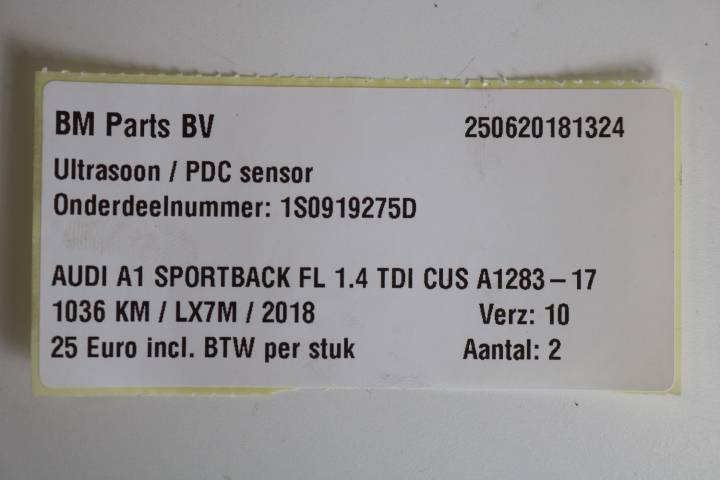 BM Parts BV 250620181324
Ultrasoon / PDC sensor
Onderdeelnummer: 1S0919275D
AUDI A1 SPORTBACK FL 1.4 TDI CUS A1283-17
1036 KM / LX7M / 2018 Verz: 10
25 Euro incl. BTW per stuk Aantal: 2